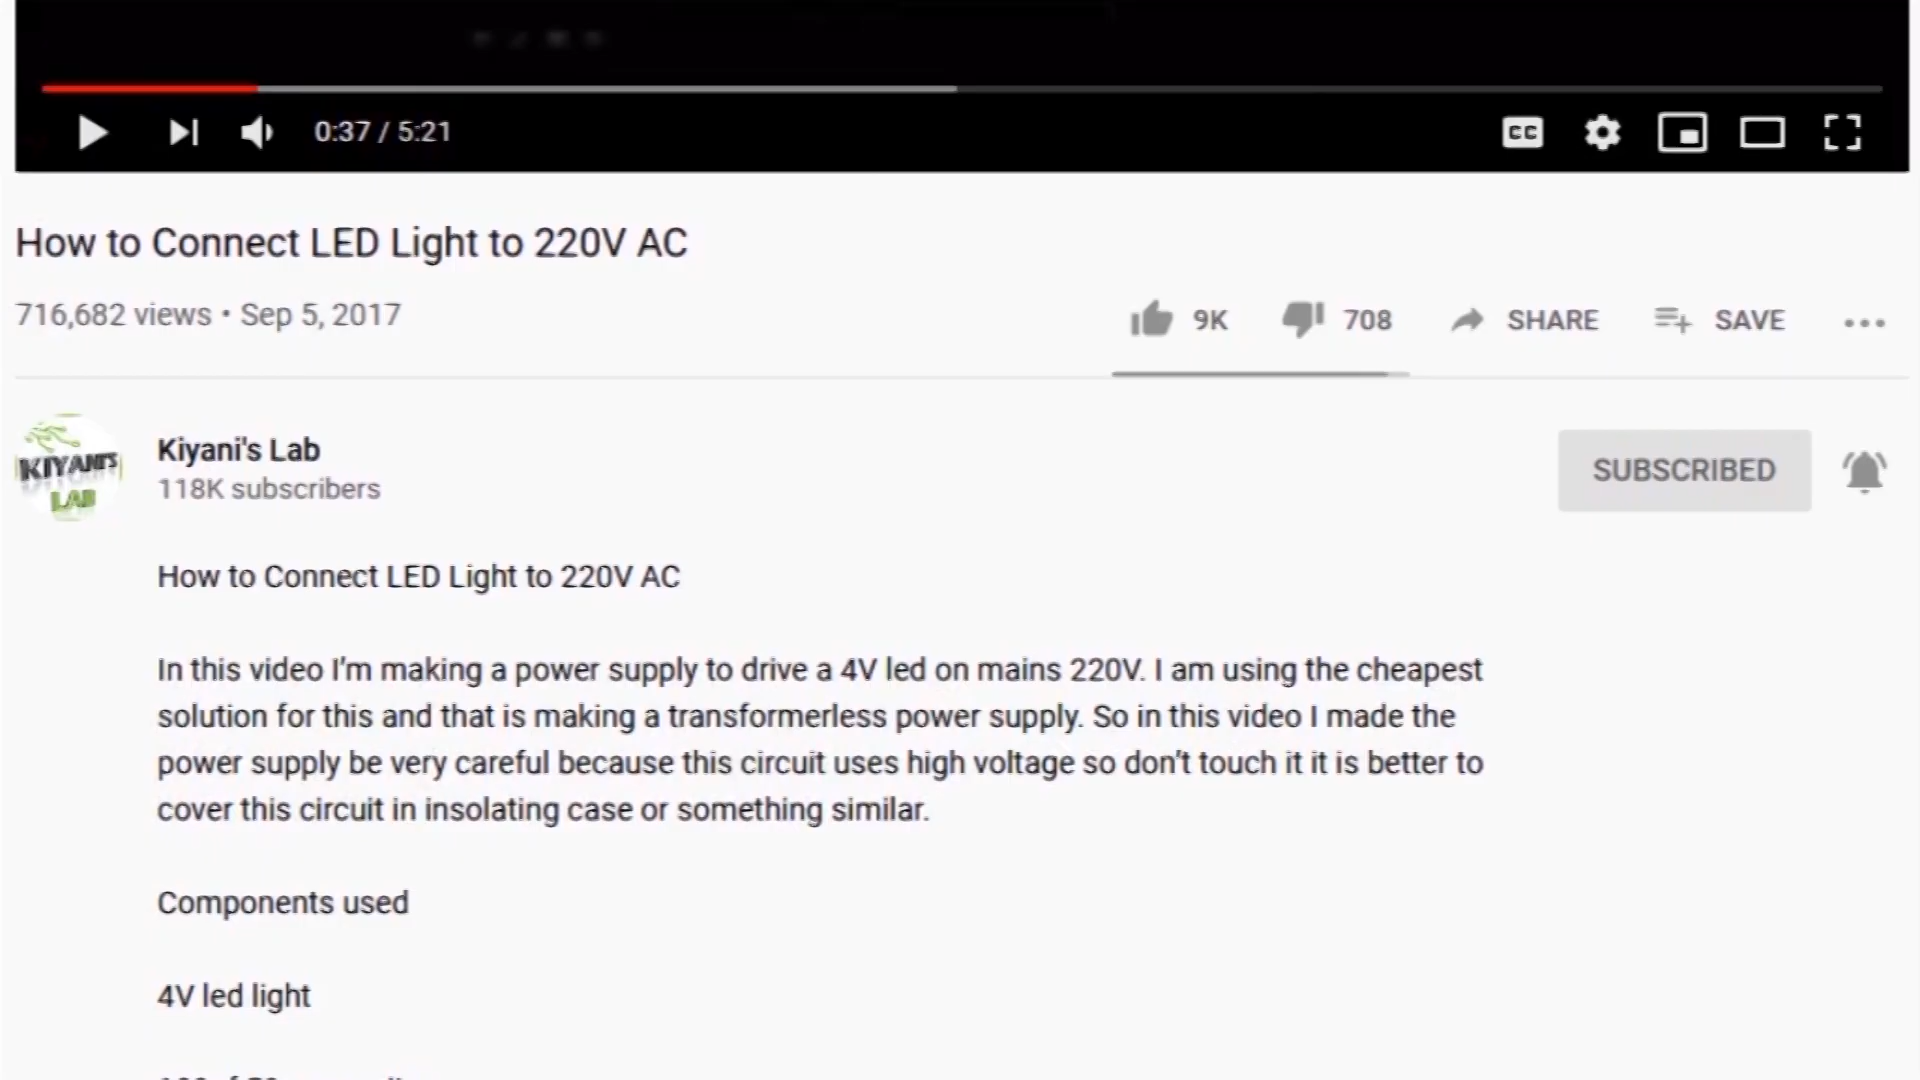 0:37 / 5:21
CC
How to Connect LED Light to 220V AC
716,682 views • Sep 5, 2017
9K
708
SHARE
SAVE
KIYANI'S
LAB
Kiyani's Lab
118K subscribers
SUBSCRIBED
How to Connect LED Light to 220V AC
In this video I'm making a power supply to drive a 4V led on mains 220V. I am using the cheapest
solution for this and that is making a transformerless power supply. So in this video I made the
power supply be very careful because this circuit uses high voltage so don't touch it it is better to
cover this circuit in insolating case or something similar.
Components used
4V led light